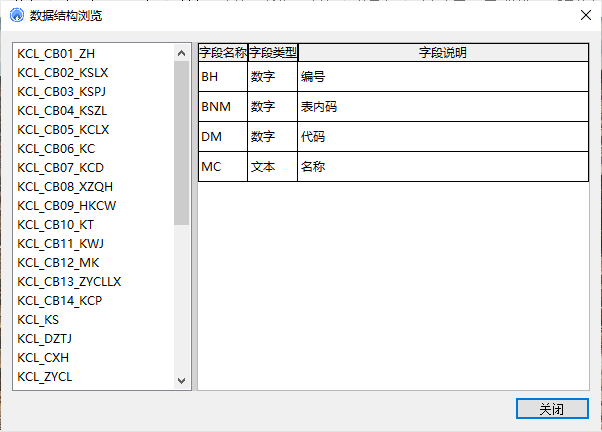 数据结构浏览
KCL_CB01_ZH
KCL_CB02_KSLX
KCL_CB03_KSPJ
KCL_CB04_KSZL
KCL_CB05_KCLX
KCL_CB06_KC
KCL_CB07_KCD
KCL_CB08_XZQH
KCL_CB09_HKCW
KCL_CB10_KT
KCL_CB11_KWJ
KCL_CB12_MK
KCL_CB13_ZYCLLX
KCL_CB14_KCP
KCL_KS
KCL_DZTJ
KCL_CXH
KCL_ZYCL
字段名称 字段类型 字段说明
BH 数字 编号
BNM 数字 表内码
DM 数字 代码
MC 文本 名称
关闭